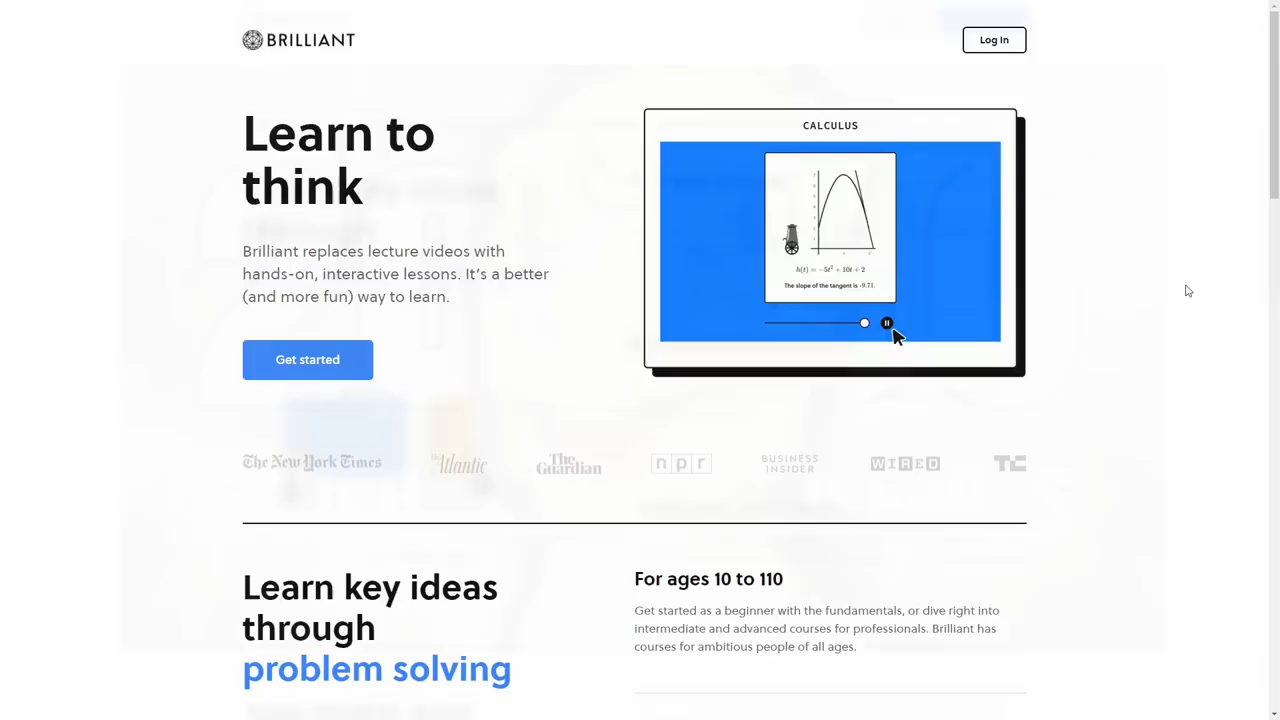 BRILLIANT
Log In
Learn to
think
Brilliant replaces lecture videos with
hands-on, interactive lessons. It's a better
(and more fun) way to learn.
Get started
CALCULUS
h(t) = -5t² + 10t + 2
The slope of the tangent is -9.71.
The New York Times
The Atlantic
The Guardian
npr
BUSINESS
INSIDER
WIRED
TC
Learn key ideas
through
problem solving
For ages 10 to 110
Get started as a beginner with the fundamentals, or dive right into
intermediate and advanced courses for professionals. Brilliant has
courses for ambitious people of all ages.